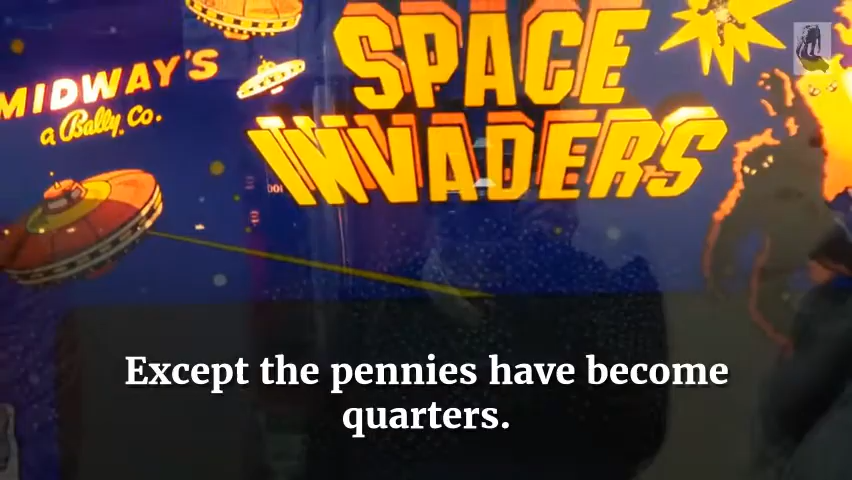 SPACE
INVADERS
MIDWAY'S
a Bally Co.
Except the pennies have become
quarters.